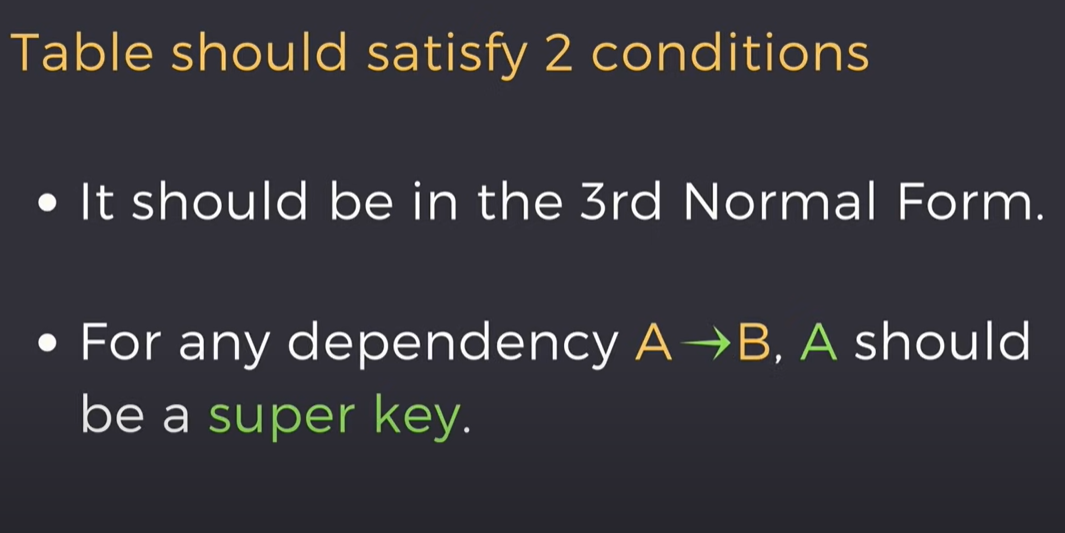 Table should satisfy 2 conditions
• It should be in the 3rd Normal Form.
• For any dependency A→B, A should
be a super key.